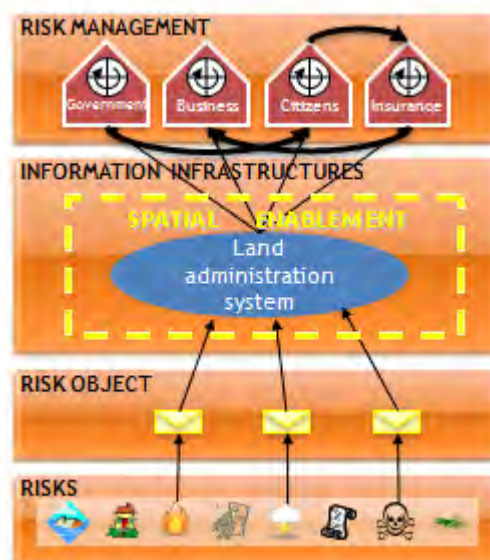 RISK MANAGEMENT
Government Business Citizens Insurance
INFORMATION INFRASTRUCTURES
SPATIAL ENABLEMENT
Land
administration
system
RISK OBJECT
RISKS